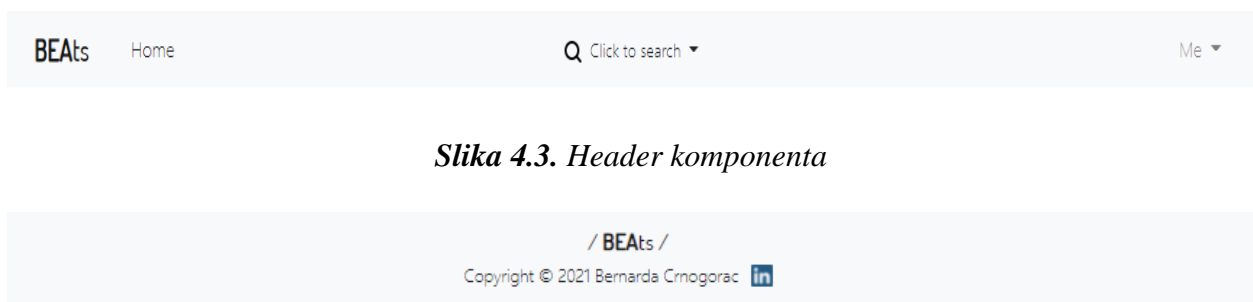 BEAts Home Click to search Me
Slika 4.3. Header komponenta
/ BEAts /
Copyright © 2021 Bernarda Crnogorac in